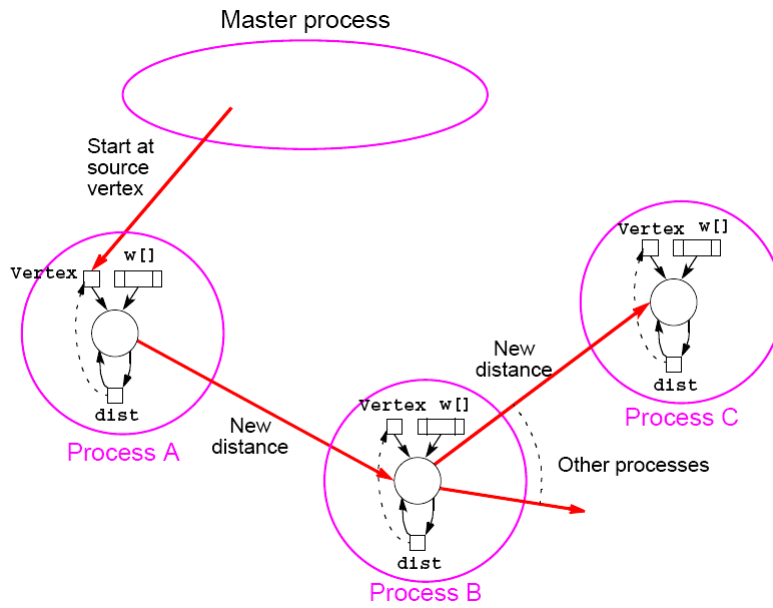 Master process
Start at
source
vertex
Vertex
w[]
dist
Process A
New
distance
Vertex w[]
dist
Process B
New
distance
Other processes
Vertex w[]
dist
Process C